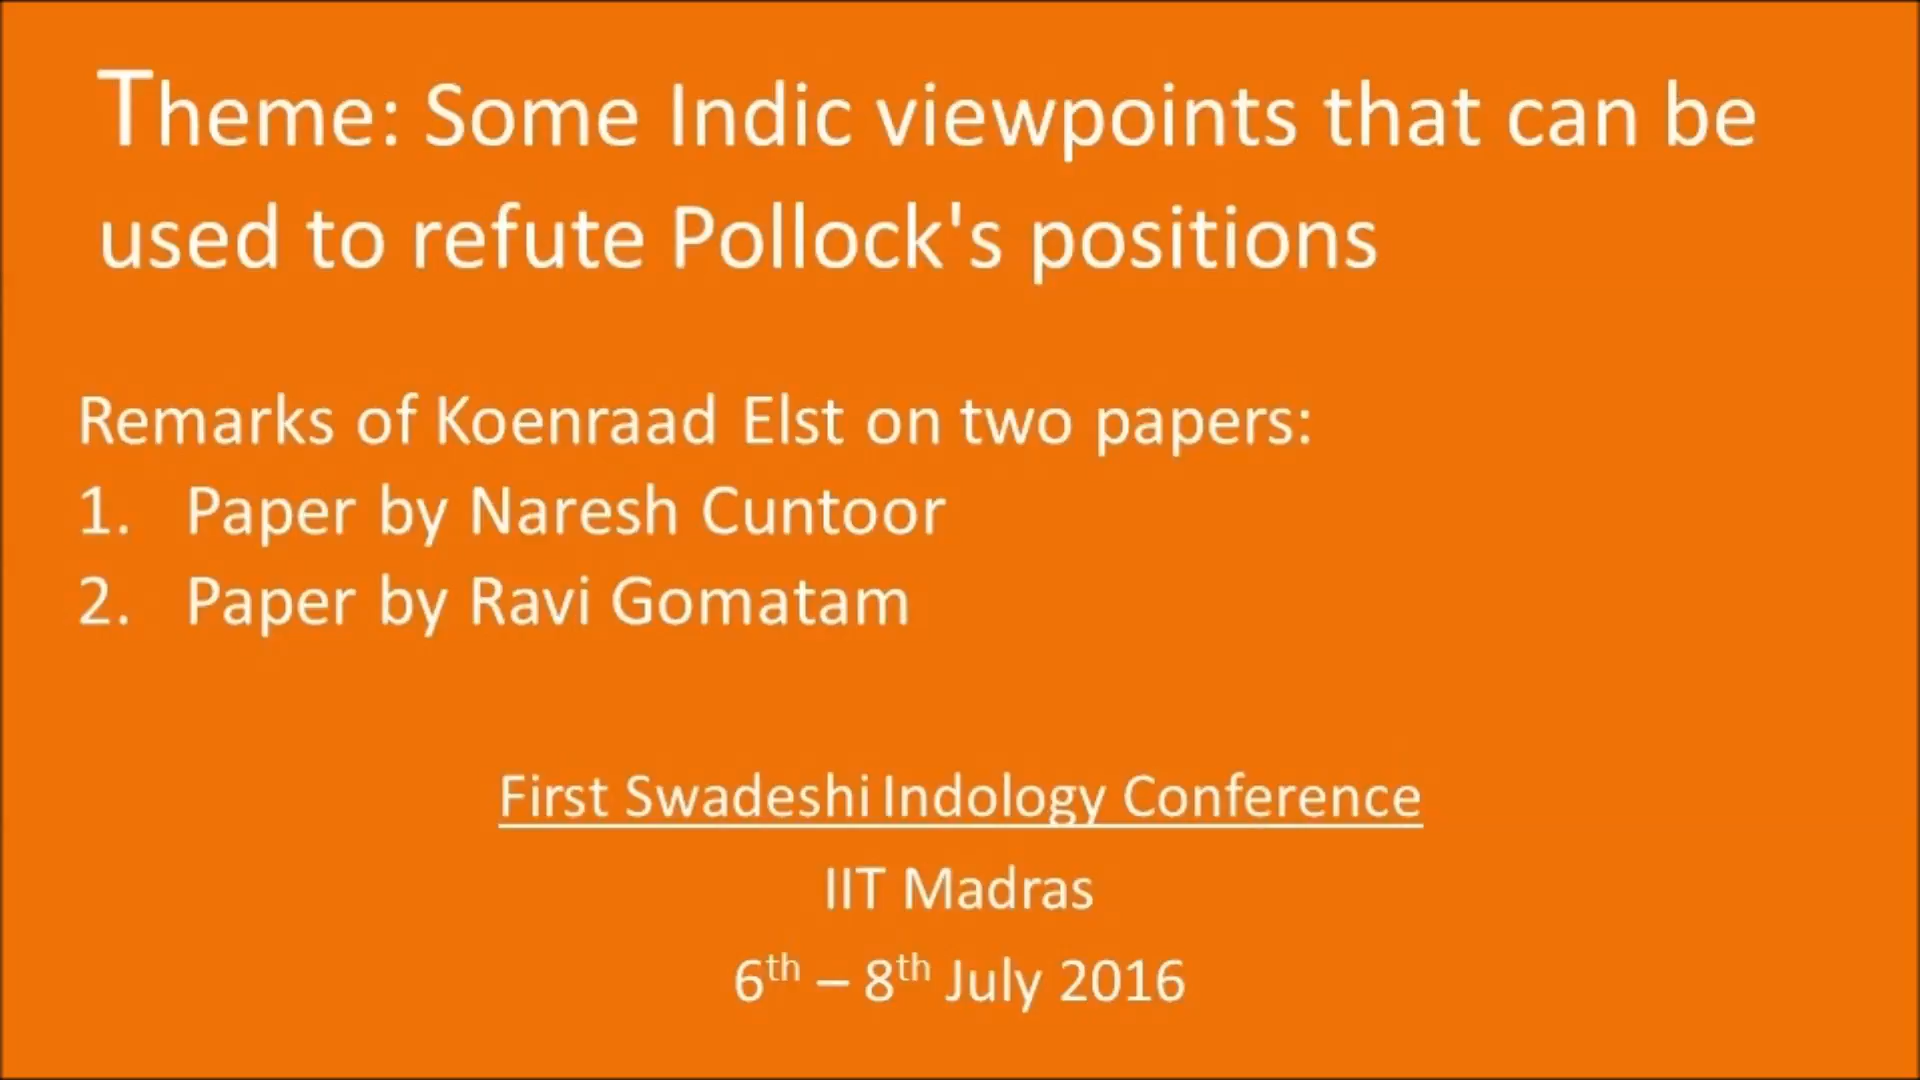 Theme: Some Indic viewpoints that can be
used to refute Pollock's positions
Remarks of Koenraad Elst on two papers:
1. Paper by Naresh Cuntoor
2. Paper by Ravi Gomatam
First Swadeshi Indology Conference
IIT Madras
6th – 8th July 2016